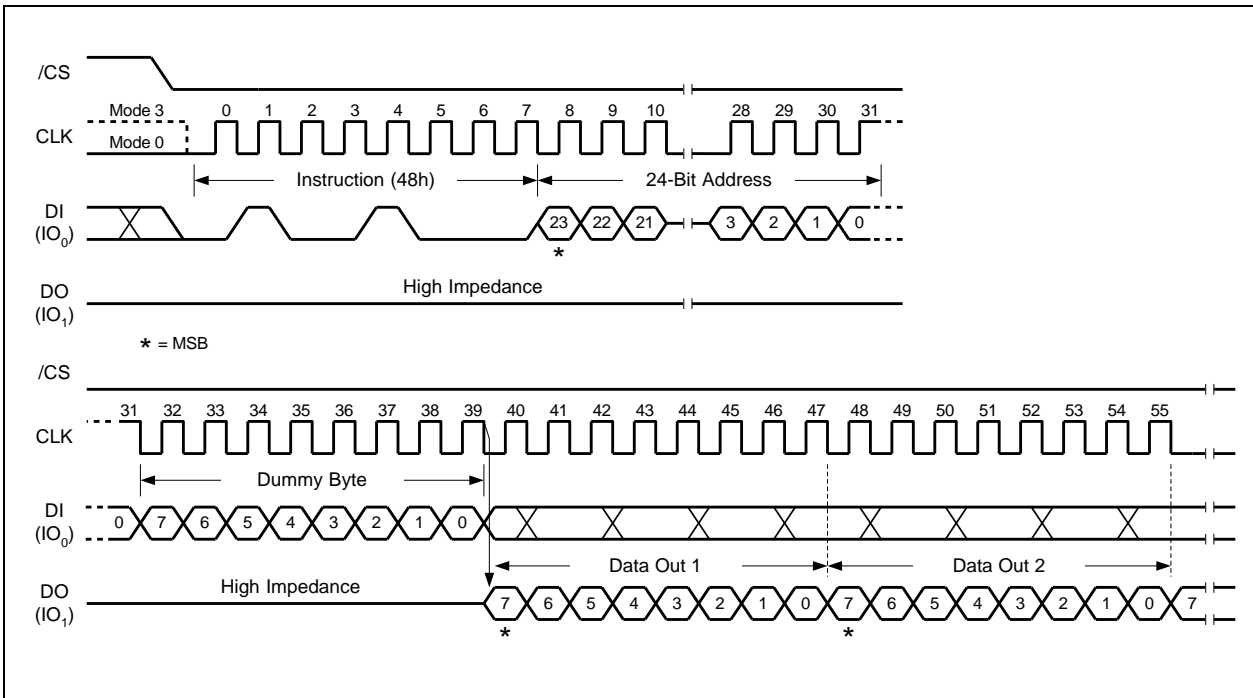 /CS
Mode 3 0 1 2 3 4 5 6 7 8 9 10 28 29 30 31
CLK
Mode 0
Instruction (48h) 24-Bit Address
DI
(IO0) 23 22 21 3 2 1 0
*
High Impedance
DO
(IO1)
* = MSB
/CS
31 32 33 34 35 36 37 38 39 40 41 42 43 44 45 46 47 48 49 50 51 52 53 54 55
CLK
Dummy Byte
DI
(IO0) 0 7 6 5 4 3 2 1 0
Data Out 1 Data Out 2
High Impedance
DO
(IO1) 7 6 5 4 3 2 1 0 7 6 5 4 3 2 1 0 7
* *